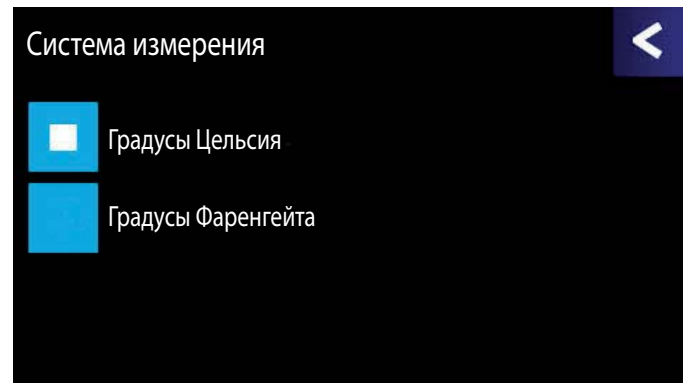 Система измерения
Градусы Цельсия
Градусы Фаренгейта